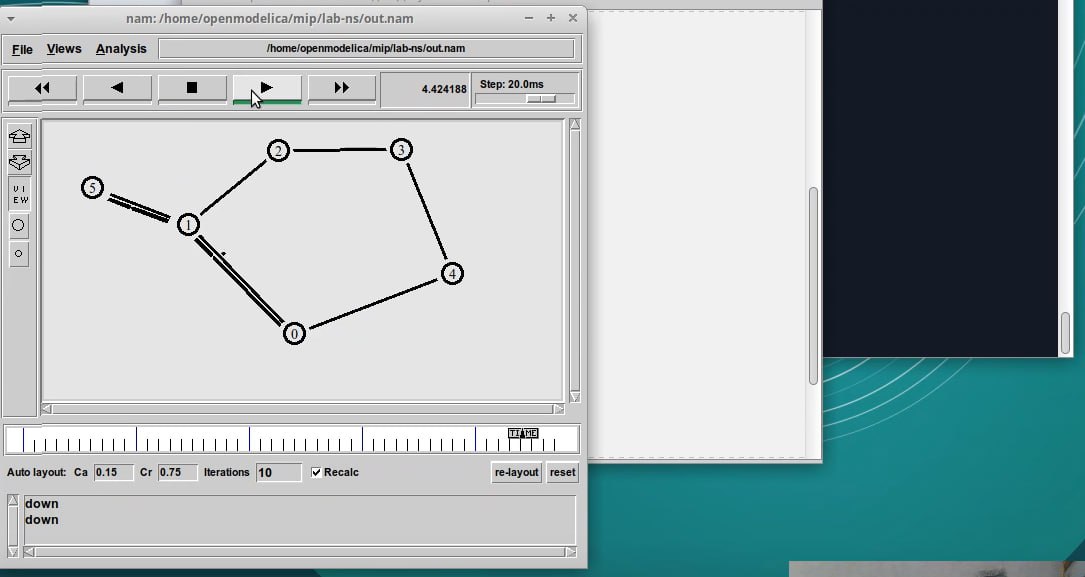 nam: /home/openmodelica/mip/lab-ns/out.nam
File Views Analysis /home/openmodelica/mip/lab-ns/out.nam
4.424188 Step: 20.0ms
2 3
5
VI
EW
1
4
0
TIME
Auto layout: Ca 0.15 Cr 0.75 Iterations 10 Recalc re-layout reset
down
down